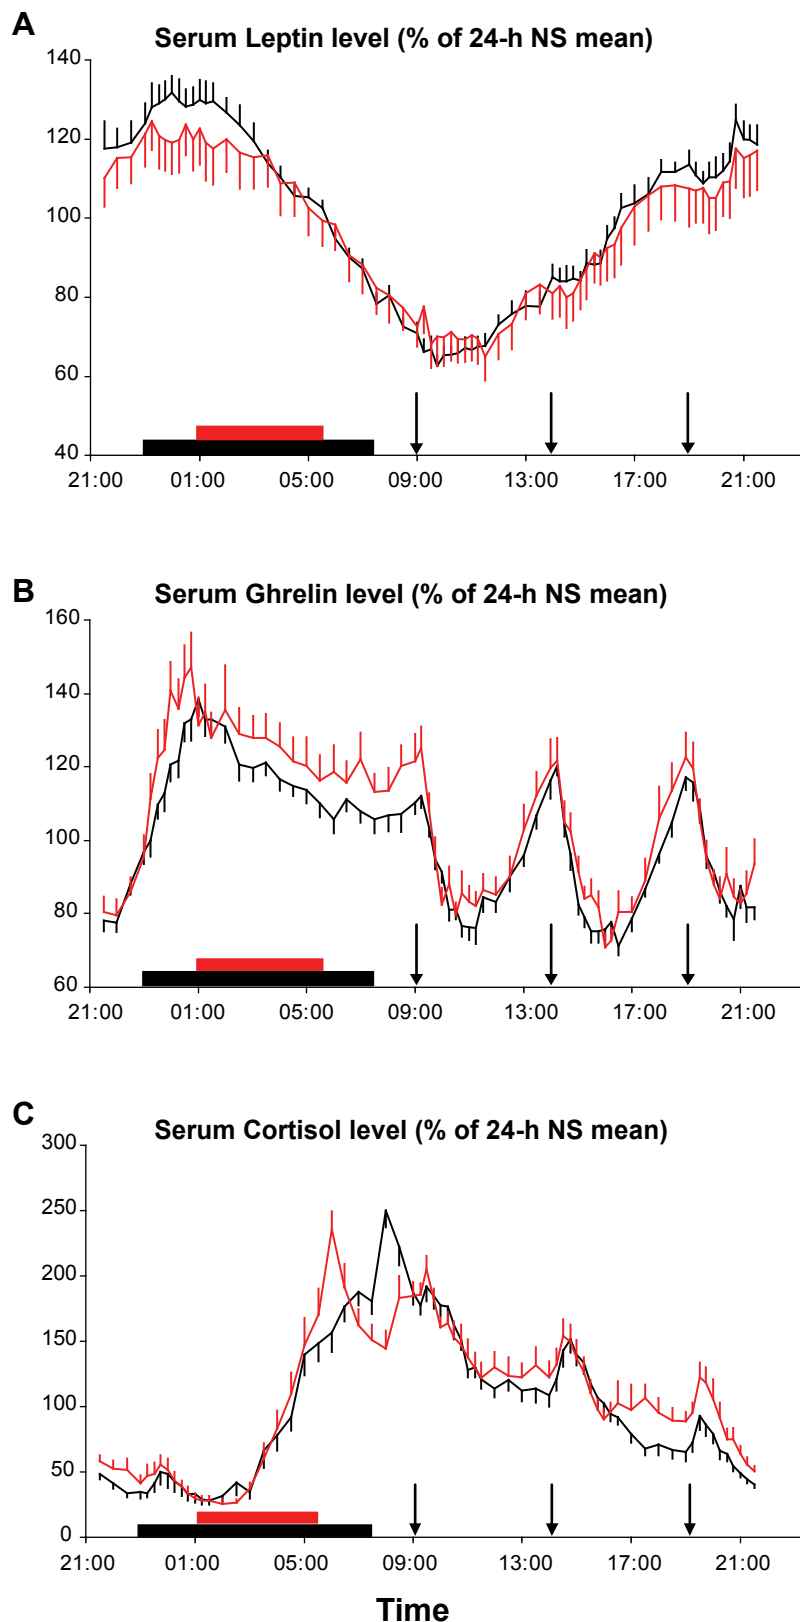 A
Serum Leptin level (% of 24-h NS mean)
140
120
100
80
60
40
21:00 01:00 05:00 09:00 13:00 17:00 21:00
B
Serum Ghrelin level (% of 24-h NS mean)
160
140
120
100
80
60
21:00 01:00 05:00 09:00 13:00 17:00 21:00
C
Serum Cortisol level (% of 24-h NS mean)
300
250
200
150
100
50
0
21:00 01:00 05:00 09:00 13:00 17:00 21:00
Time